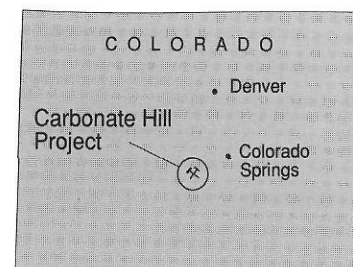 COLORADO
Denver
Carbonate Hill
Project
Colorado
Springs